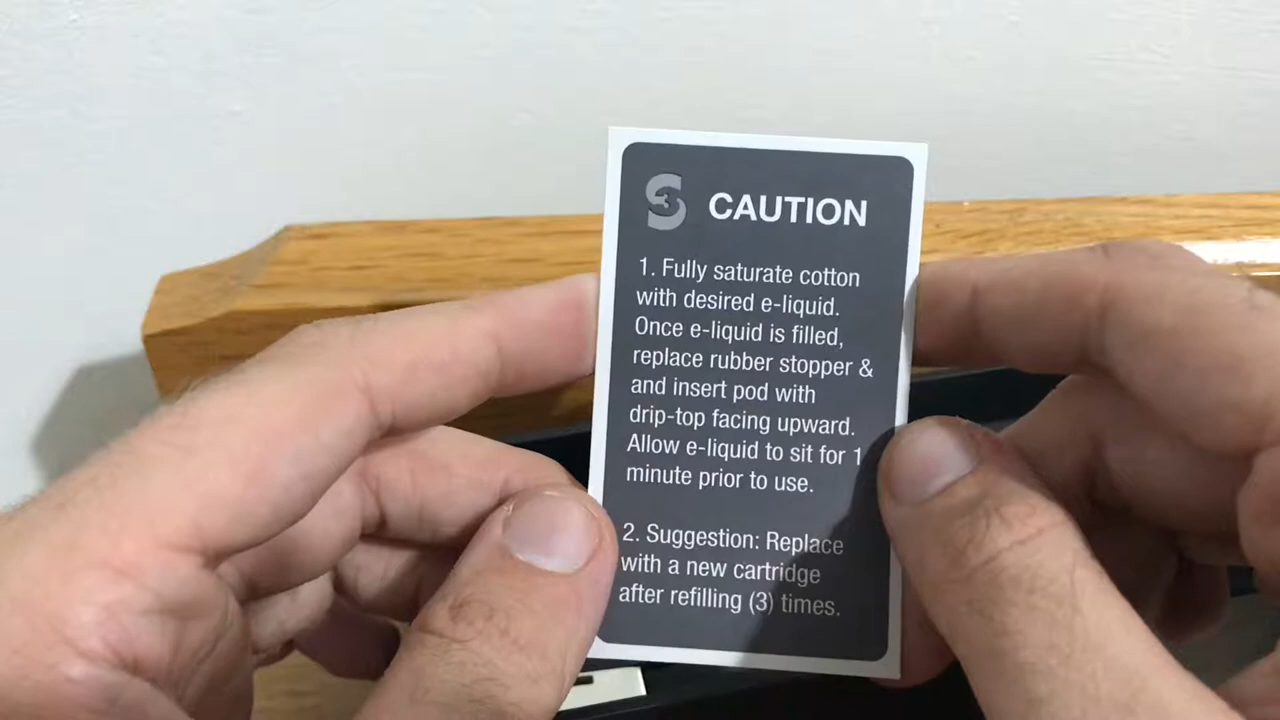 S3 CAUTION
1. Fully saturate cotton
with desired e-liquid.
Once e-liquid is filled,
replace rubber stopper &
and insert pod with
drip-top facing upward.
Allow e-liquid to sit for 1
minute prior to use.
2. Suggestion: Replace
with a new cartridge
after refilling (3) times.